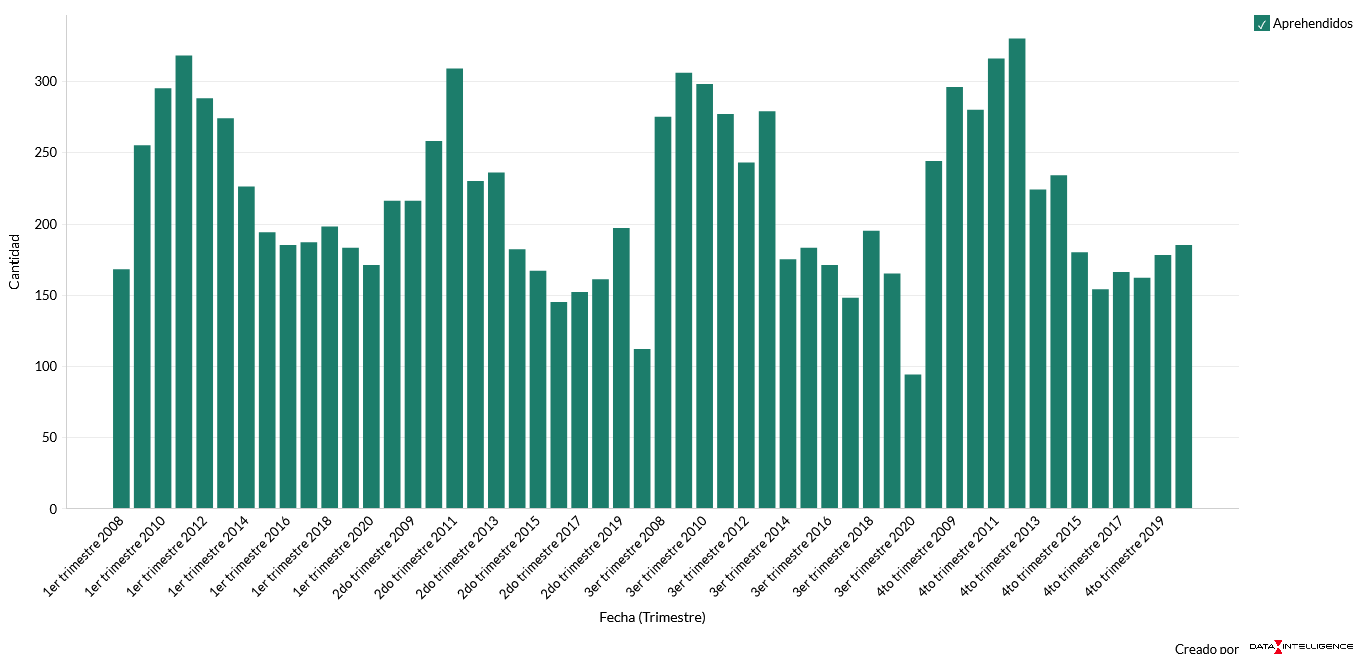 Aprehendidos
Cantidad
300
250
200
150
100
50
0
1er trimestre 2008
1er trimestre 2010
1er trimestre 2012
1er trimestre 2014
1er trimestre 2016
1er trimestre 2018
1er trimestre 2020
2do trimestre 2009
2do trimestre 2011
2do trimestre 2013
2do trimestre 2015
2do trimestre 2017
2do trimestre 2019
3er trimestre 2008
3er trimestre 2010
3er trimestre 2012
3er trimestre 2014
3er trimestre 2016
3er trimestre 2018
3er trimestre 2020
4to trimestre 2009
4to trimestre 2011
4to trimestre 2013
4to trimestre 2015
4to trimestre 2017
4to trimestre 2019
Fecha (Trimestre)
Creado por DATA INTELLIGENCE